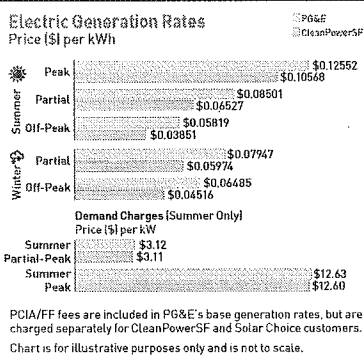 Electric Generation Rates
Price ($) per kWh
PG&E
CleanPowerSF
Summer
Peak
$0.12552
$0.10568
Partial
$0.08501
$0.06527
Off-Peak
$0.05819
$0.03851
Winter
Partial
$0.07947
$0.05974
Off-Peak
$0.06485
$0.04516
Demand Charges (Summer Only)
Price ($) per kW
Summer
Partial-Peak
$3.12
$3.11
Summer
Peak
$12.63
$12.60
PCIA/FF fees are included in PG&E's base generation rates, but are
charged separately for CleanPowerSF and Solar Choice customers.
Chart is for illustrative purposes only and is not to scale.